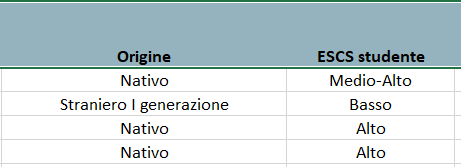 Origine ESCS studente
Nativo Medio-Alto
Straniero I generazione Basso
Nativo Alto
Nativo Alto